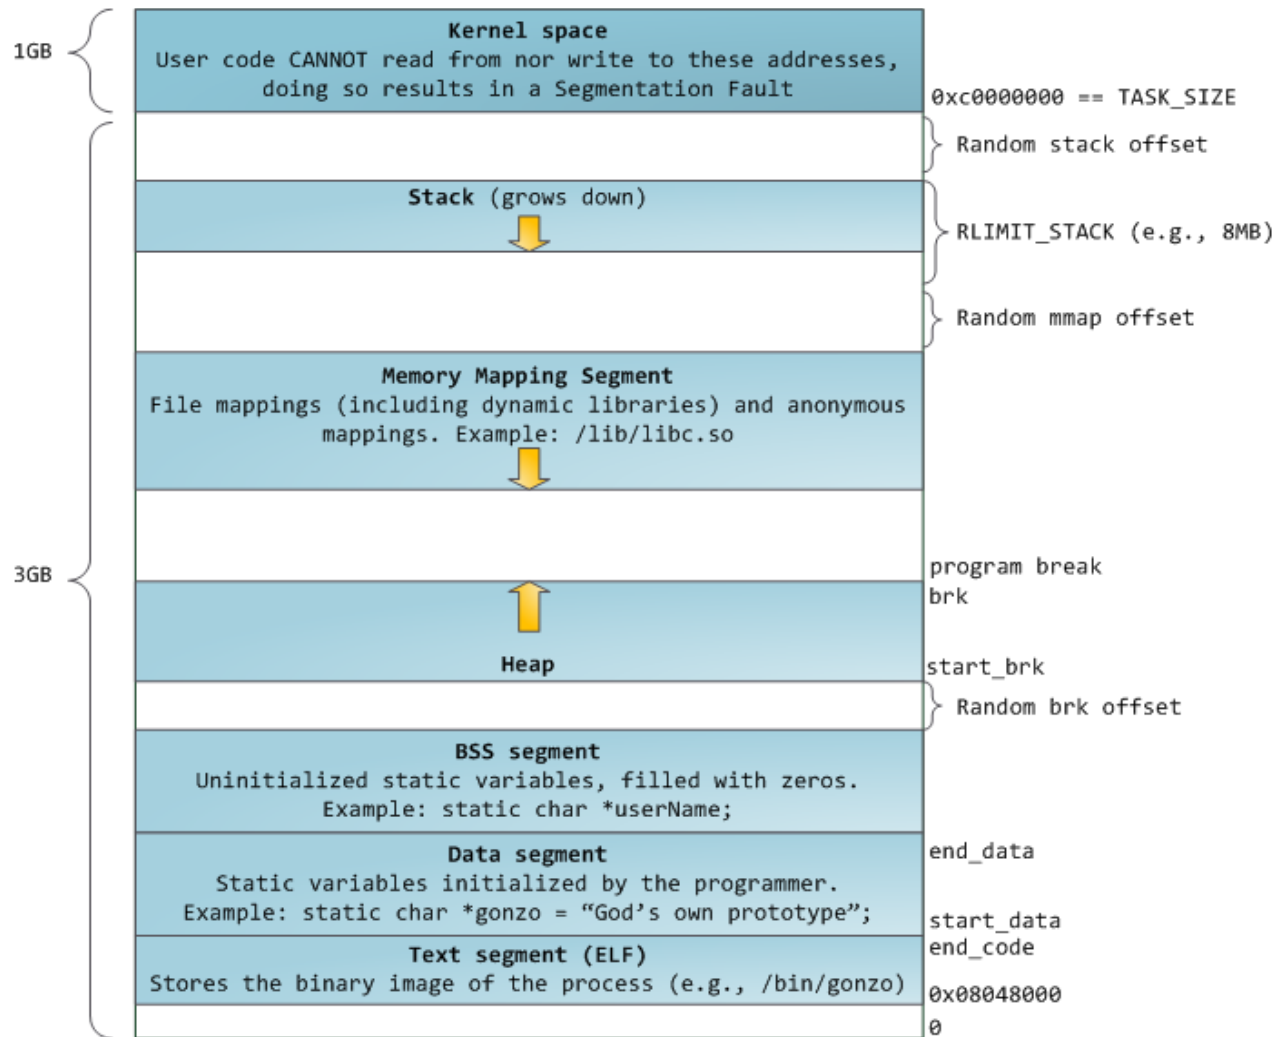 1GB
Kernel space
User code CANNOT read from nor write to these addresses,
doing so results in a Segmentation Fault
0xc0000000 == TASK_SIZE
Random stack offset
Stack (grows down)
RLIMIT_STACK (e.g., 8MB)
Random mmap offset
Memory Mapping Segment
File mappings (including dynamic libraries) and anonymous
mappings. Example: /lib/libc.so
3GB
program break
brk
Heap
start_brk
Random brk offset
BSS segment
Uninitialized static variables, filled with zeros.
Example: static char *userName;
Data segment
end_data
Static variables initialized by the programmer.
Example: static char *gonzo = “God’s own prototype”;
start_data
end_code
Text segment (ELF)
Stores the binary image of the process (e.g., /bin/gonzo)
0x08048000
0